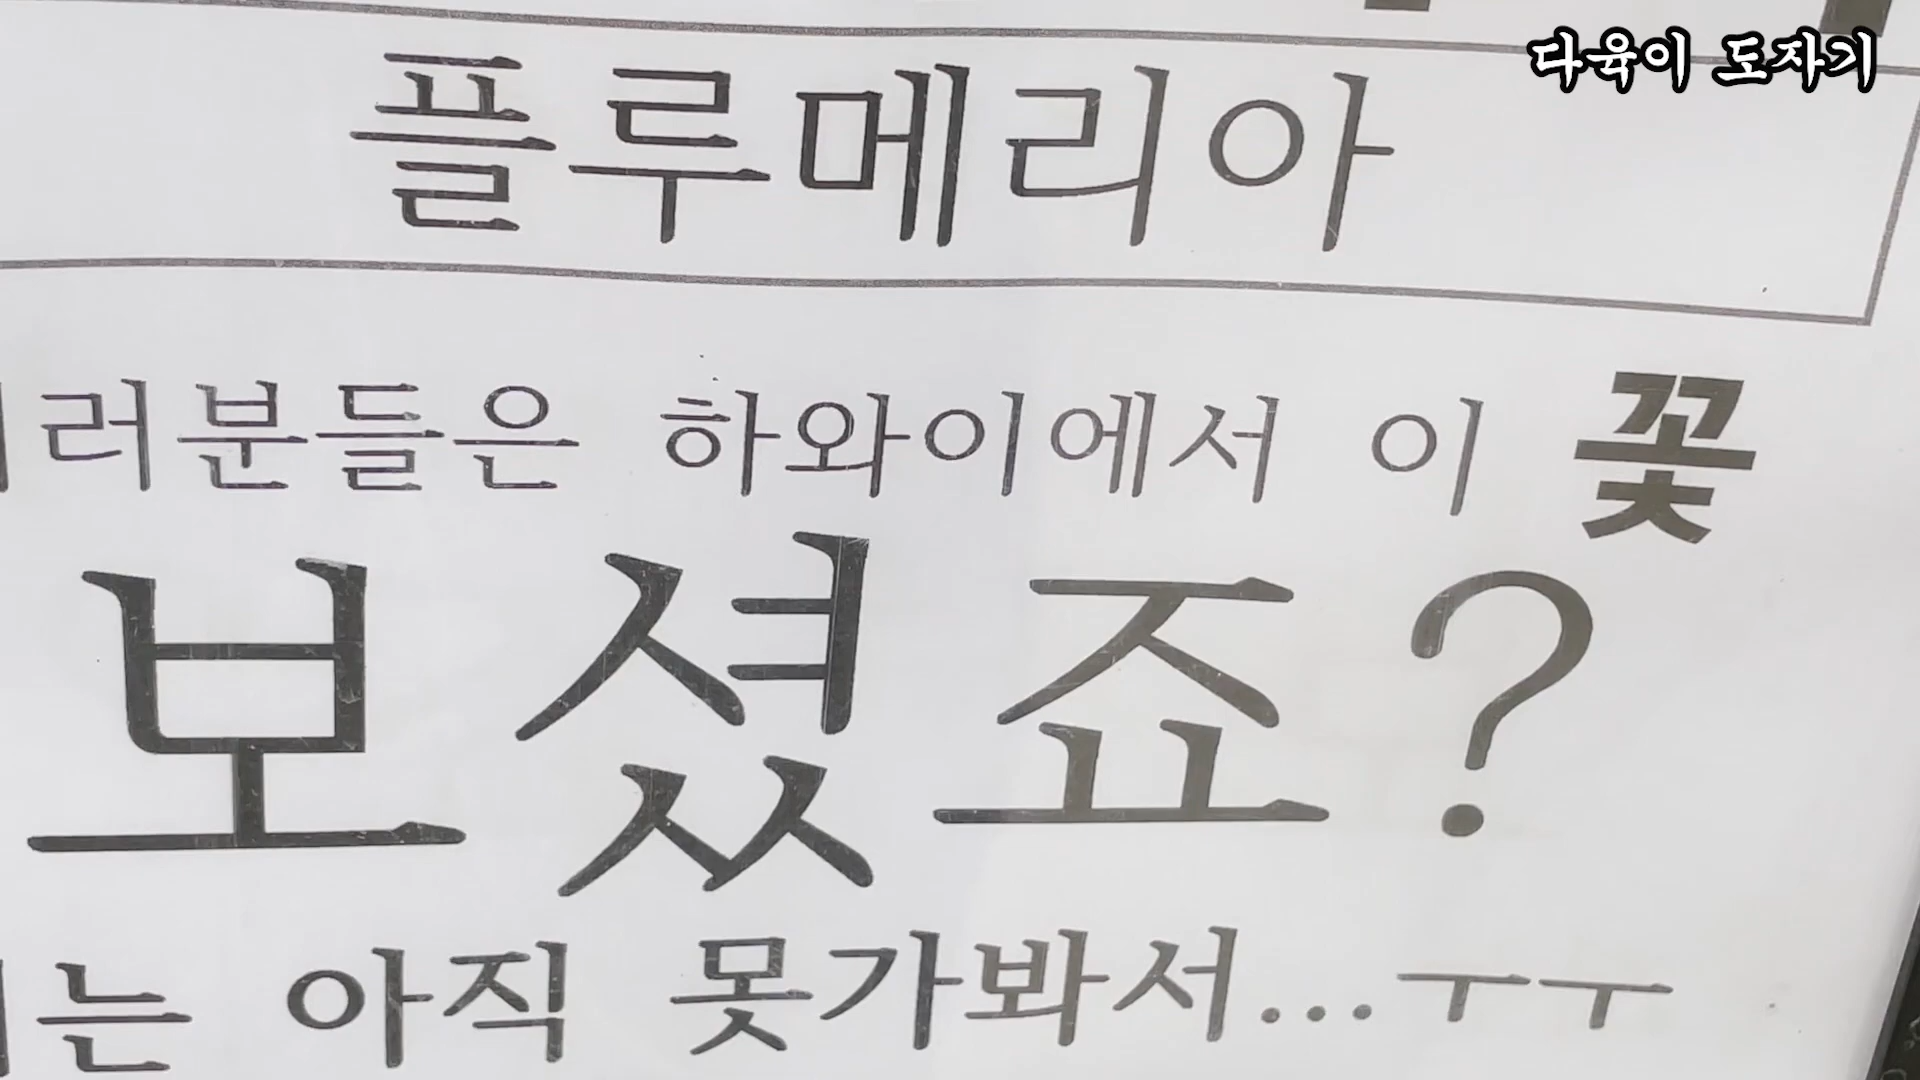 다육이 도자기
플루메리아
러분들은 하와이에서 이 꽃
보셨죠?
는 아직 못가봐서...ㅜㅜ